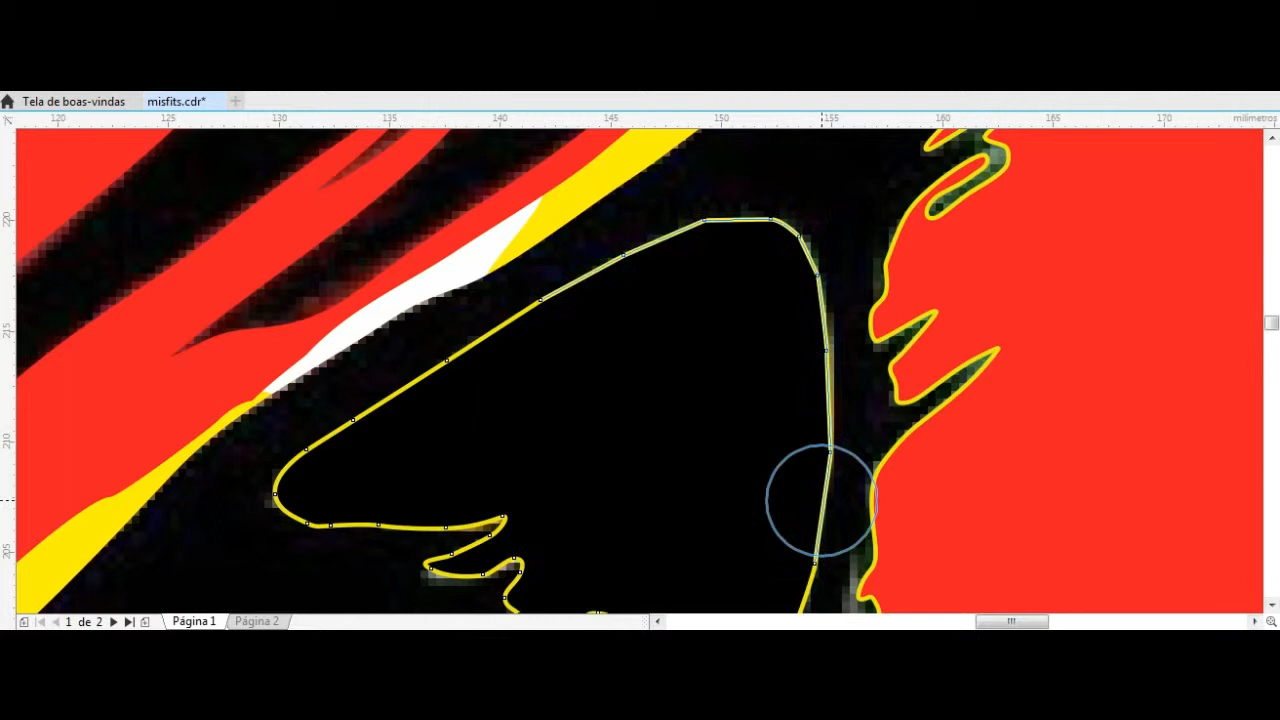 Tela de boas-vindas misfits.cdr*
120 125 130 135 140 145 150 155 160 165 170 milímetros
220
215
210
205
1 de 2 Página 1 Página 2